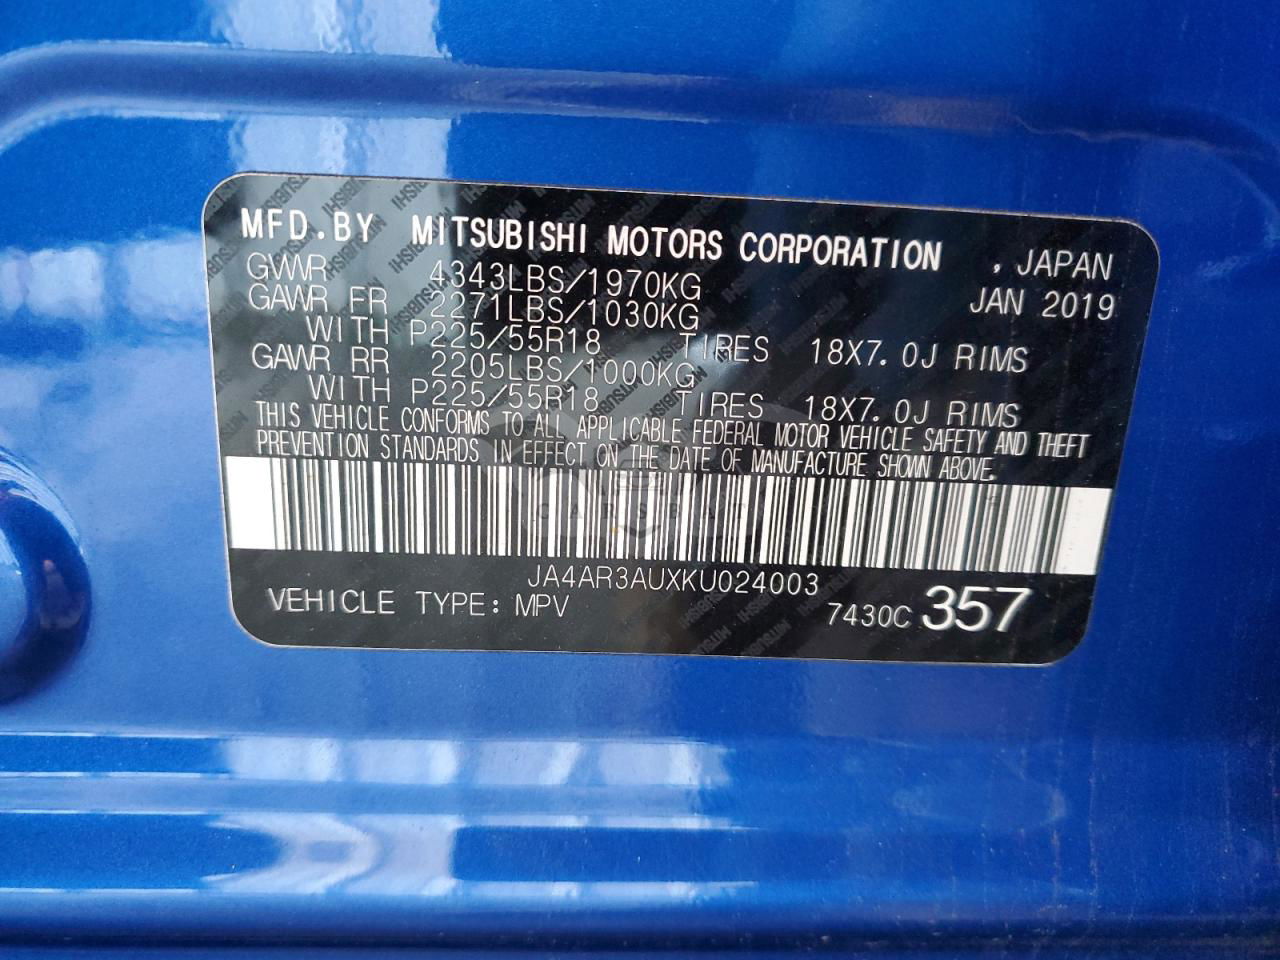 MFD.BY MITSUBISHI MOTORS CORPORATION , JAPAN
GVWR 4343LBS/1970KG JAN 2019
GAWR FR 2271LBS/1030KG
WITH P225/55R18 TIRES 18X7.0J RIMS
GAWR RR 2205LBS/1000KG
WITH P225/55R18 TIRES 18X7.0J RIMS
THIS VEHICLE CONFORMS TO ALL APPLICABLE FEDERAL MOTOR VEHICLE SAFETY AND THEFT
PREVENTION STANDARDS IN EFFECT ON THE DATE OF MANUFACTURE SHOWN ABOVE.
JA4AR3AUXKU024003
VEHICLE TYPE: MPV 7430C 357